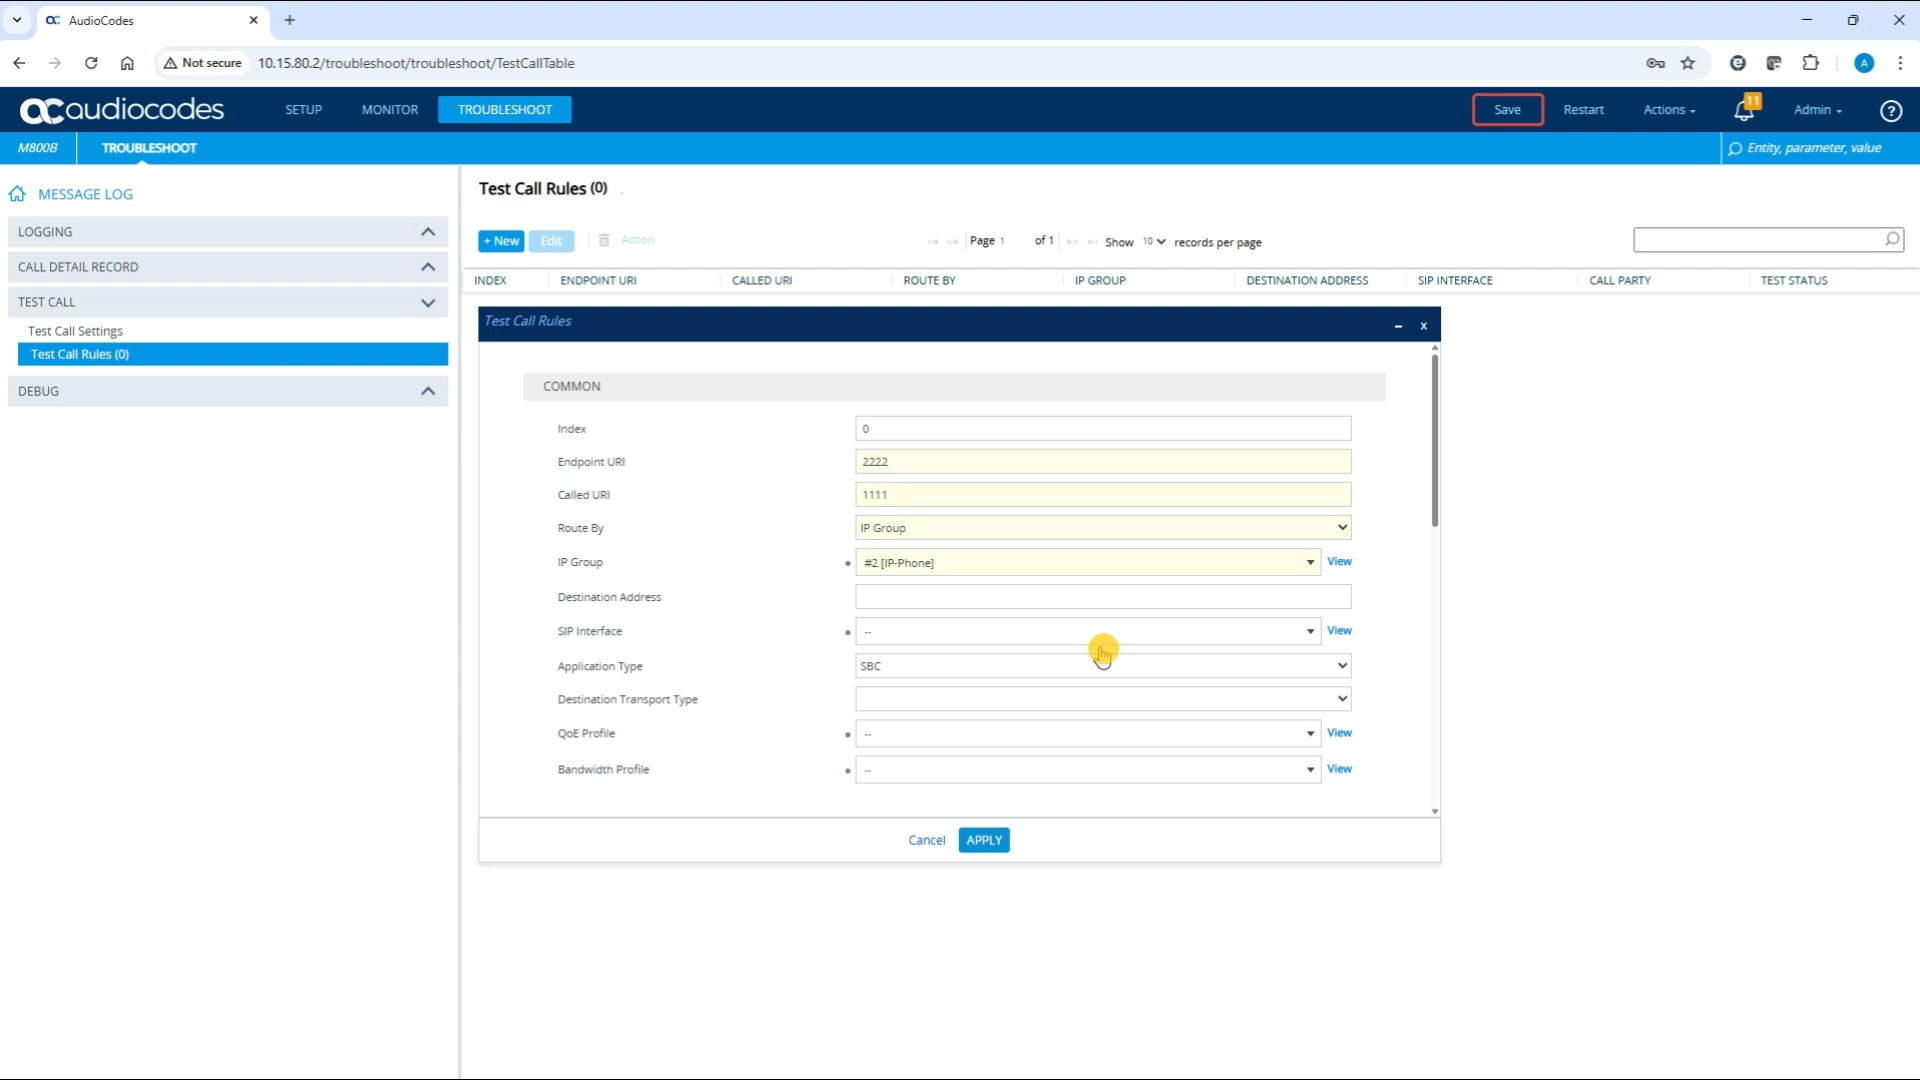 AudioCodes
Not secure 10.15.80.2/troubleshoot/troubleshoot/TestCallTable A
audiocodes SETUP MONITOR TROUBLESHOOT Save Restart Actions 11 Admin ?
M800B TROUBLESHOOT Entity, parameter, value
MESSAGE LOG
LOGGING
CALL DETAIL RECORD
TEST CALL
Test Call Settings
Test Call Rules (0)
DEBUG
Test Call Rules (0)
+ New Edit Action Page 1 of 1 Show 10 records per page
INDEX ENDPOINT URI CALLED URI ROUTE BY IP GROUP DESTINATION ADDRESS SIP INTERFACE CALL PARTY TEST STATUS
Test Call Rules – x
COMMON
Index 0
Endpoint URI 2222
Called URI 1111
Route By IP Group
IP Group • #2 [IP-Phone] View
Destination Address
SIP Interface • -- View
Application Type SBC
Destination Transport Type
QoE Profile • -- View
Bandwidth Profile • -- View
Cancel APPLY